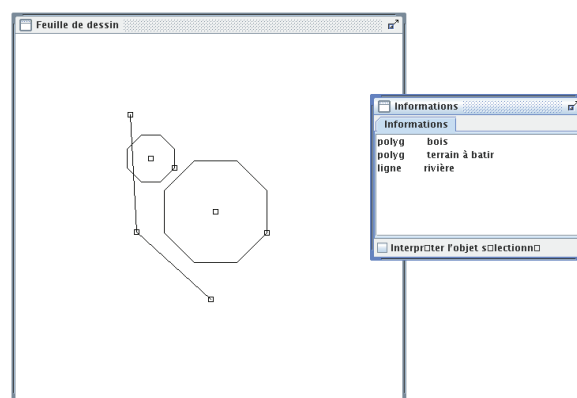 Feuille de dessin
Informations
Informations
polyg bois
polyg terrain à batir
ligne rivière
Interpr□ter l'objet s□lectionn□